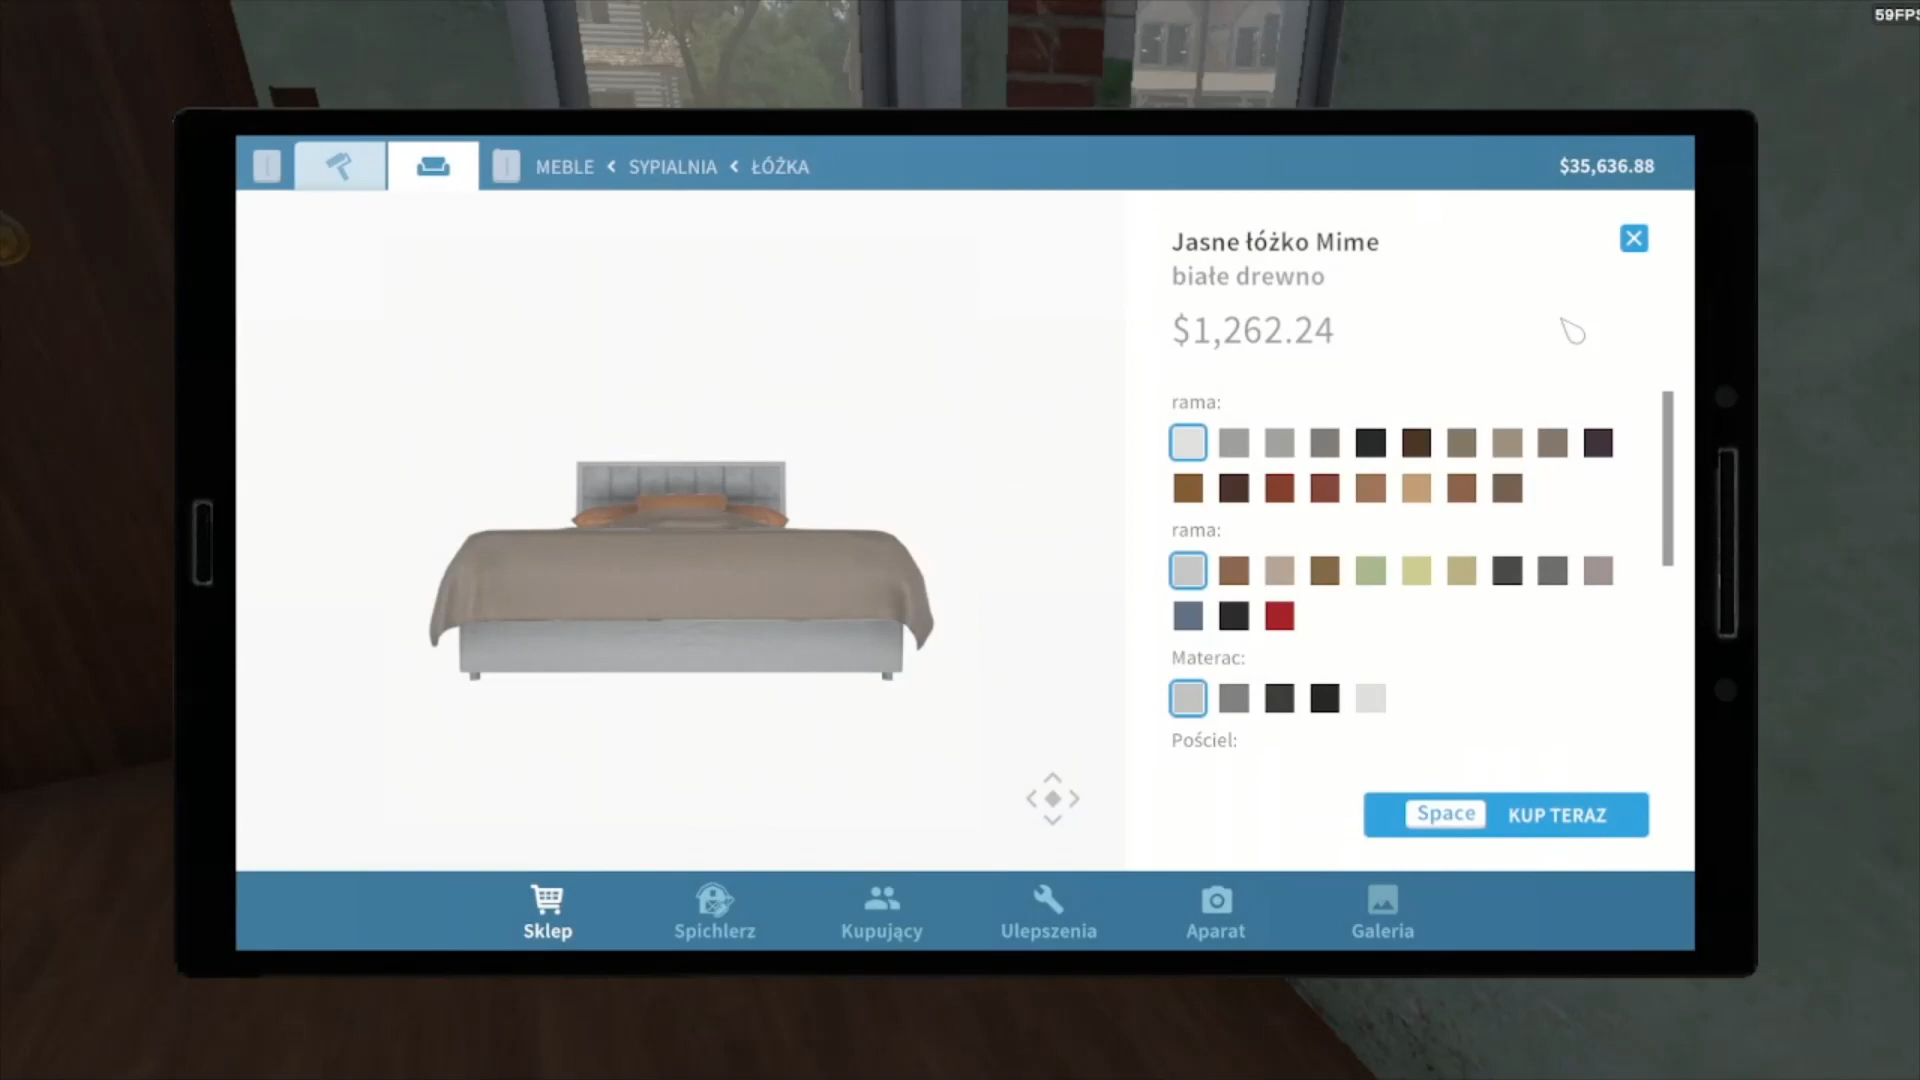 59FPS
MEBLE < SYPIALNIA < ŁÓŻKA
$35,636.88
Jasne łóżko Mime
białe drewno
$1,262.24
rama:
rama:
Materac:
Pościel:
Space KUP TERAZ
Sklep
Spichlerz
Kupujący
Ulepszenia
Aparat
Galeria